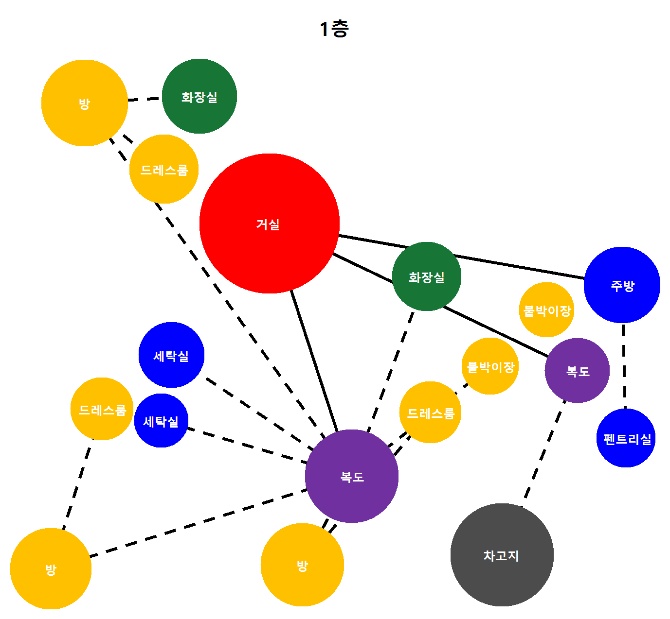 1층
방
화장실
드레스룸
거실
화장실
주방
붙박이장
세탁실
붙박이장
복도
드레스룸
세탁실
드레스룸
펜트리실
복도
방
방
차고지